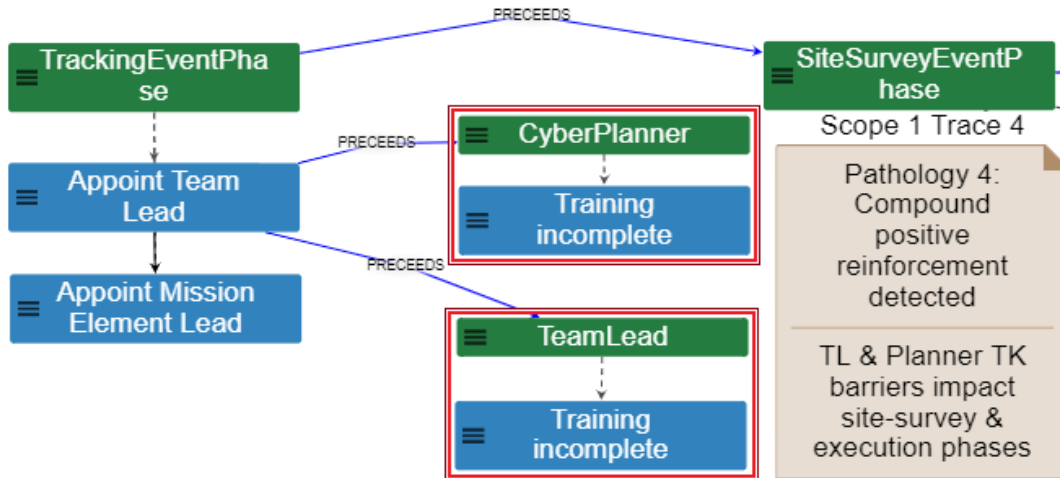 PRECEEDS
TrackingEventPha
se
SiteSurveyEventP
hase
Scope 1 Trace 4
PRECEEDS
CyberPlanner
Appoint Team
Lead
Training
incomplete
Pathology 4:
Compound
positive
reinforcement
detected
PRECEEDS
Appoint Mission
Element Lead
TeamLead
Training
incomplete
TL & Planner TK
barriers impact
site-survey &
execution phases